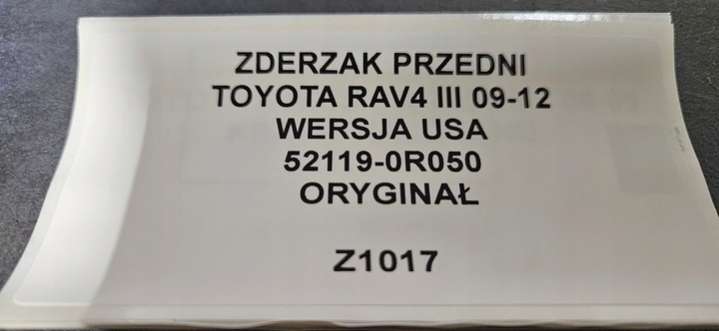 ZDERZAK PRZEDNI
TOYOTA RAV4 III 09-12
WERSJA USA
52119-0R050
ORYGINAŁ
Z1017